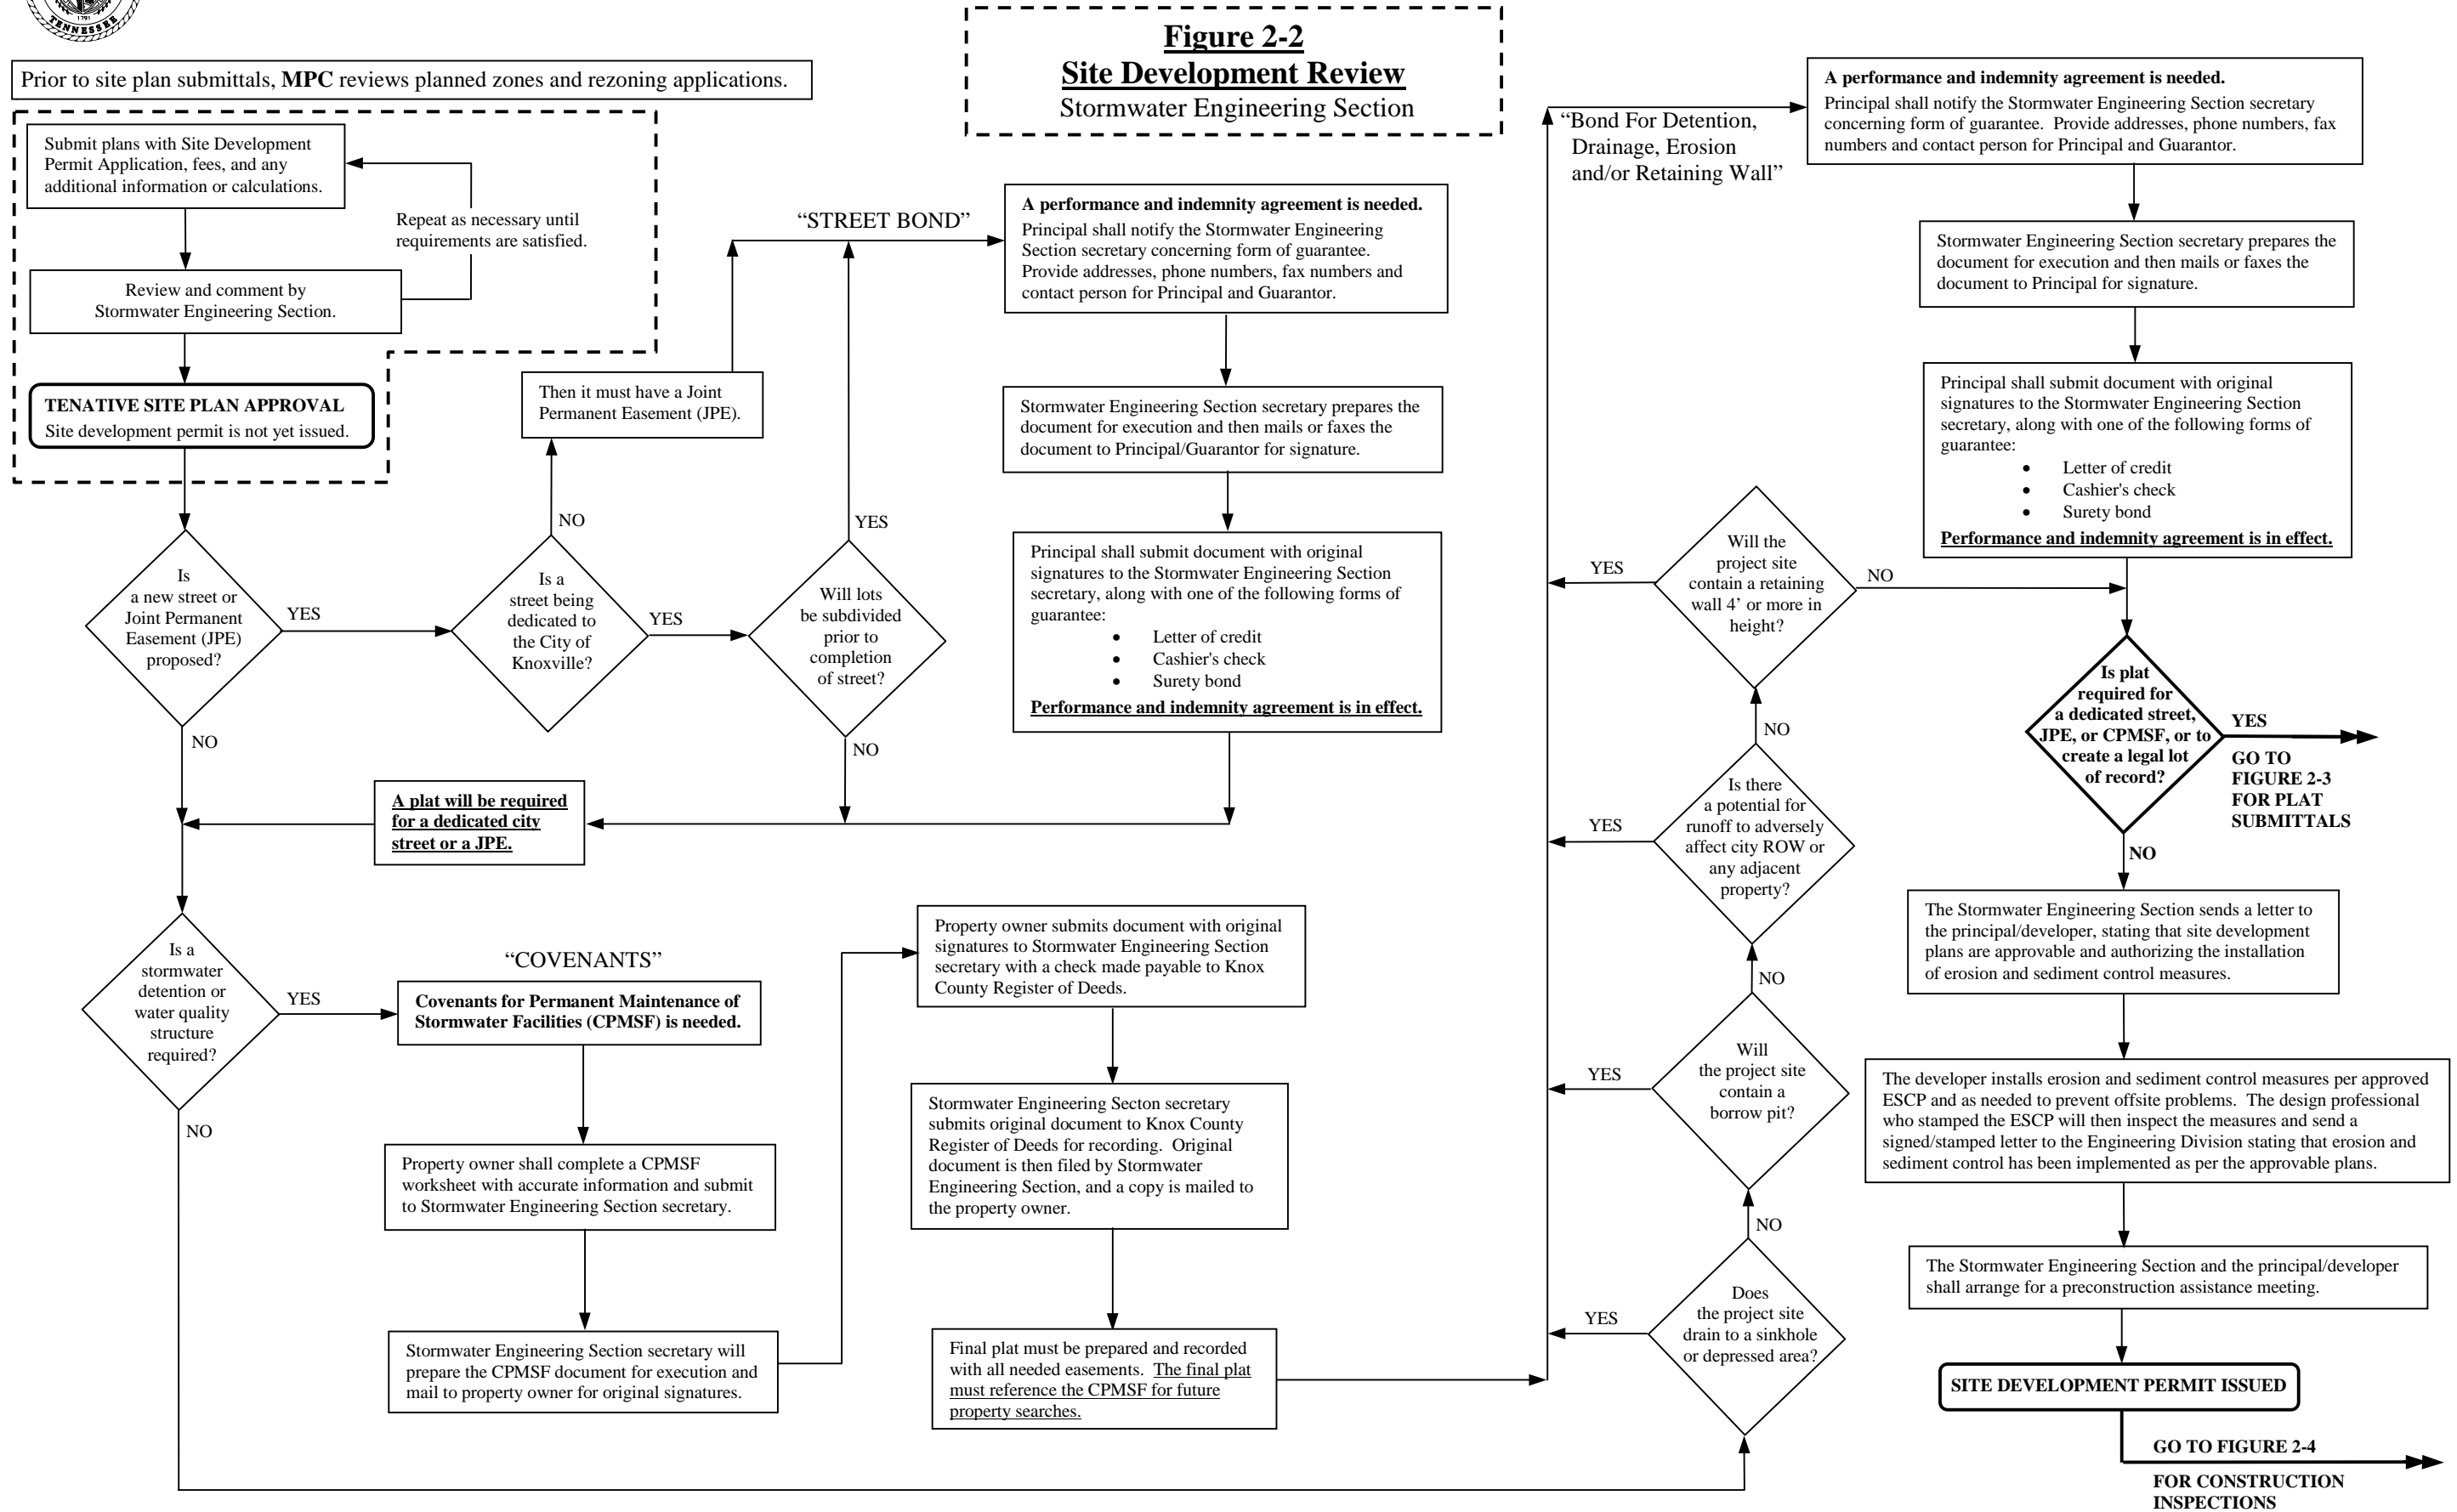 1791
TENNESSEE
Figure 2-2
Site Development Review
Stormwater Engineering Section
Prior to site plan submittals, MPC reviews planned zones and rezoning applications.
Submit plans with Site Development
Permit Application, fees, and any
additional information or calculations.
Repeat as necessary until
requirements are satisfied.
Review and comment by
Stormwater Engineering Section.
TENATIVE SITE PLAN APPROVAL
Site development permit is not yet issued.
Is
a new street or
Joint Permanent
Easement (JPE)
proposed?
YES
NO
Is a
street being
dedicated to
the City of
Knoxville?
NO
Then it must have a Joint
Permanent Easement (JPE).
YES
Will lots
be subdivided
prior to
completion
of street?
YES
NO
“STREET BOND”
A performance and indemnity agreement is needed.
Principal shall notify the Stormwater Engineering
Section secretary concerning form of guarantee.
Provide addresses, phone numbers, fax numbers and
contact person for Principal and Guarantor.
Stormwater Engineering Section secretary prepares the
document for execution and then mails or faxes the
document to Principal/Guarantor for signature.
Principal shall submit document with original
signatures to the Stormwater Engineering Section
secretary, along with one of the following forms of
guarantee:
• Letter of credit
• Cashier's check
• Surety bond
Performance and indemnity agreement is in effect.
A plat will be required
for a dedicated city
street or a JPE.
Is a
stormwater
detention or
water quality
structure
required?
YES
NO
“COVENANTS”
Covenants for Permanent Maintenance of
Stormwater Facilities (CPMSF) is needed.
Property owner shall complete a CPMSF
worksheet with accurate information and submit
to Stormwater Engineering Section secretary.
Stormwater Engineering Section secretary will
prepare the CPMSF document for execution and
mail to property owner for original signatures.
Property owner submits document with original
signatures to Stormwater Engineering Section
secretary with a check made payable to Knox
County Register of Deeds.
Stormwater Engineering Secton secretary
submits original document to Knox County
Register of Deeds for recording. Original
document is then filed by Stormwater
Engineering Section, and a copy is mailed to
the property owner.
Final plat must be prepared and recorded
with all needed easements. The final plat
must reference the CPMSF for future
property searches.
Does
the project site
drain to a sinkhole
or depressed area?
YES
NO
Will
the project site
contain a
borrow pit?
YES
NO
Is there
a potential for
runoff to adversely
affect city ROW or
any adjacent
property?
YES
NO
Will the
project site
contain a retaining
wall 4’ or more in
height?
YES
NO
“Bond For Detention,
Drainage, Erosion
and/or Retaining Wall”
A performance and indemnity agreement is needed.
Principal shall notify the Stormwater Engineering Section secretary
concerning form of guarantee. Provide addresses, phone numbers, fax
numbers and contact person for Principal and Guarantor.
Stormwater Engineering Section secretary prepares the
document for execution and then mails or faxes the
document to Principal for signature.
Principal shall submit document with original
signatures to the Stormwater Engineering Section
secretary, along with one of the following forms of
guarantee:
• Letter of credit
• Cashier's check
• Surety bond
Performance and indemnity agreement is in effect.
Is plat
required for
a dedicated street,
JPE, or CPMSF, or to
create a legal lot
of record?
YES
GO TO
FIGURE 2-3
FOR PLAT
SUBMITTALS
NO
The Stormwater Engineering Section sends a letter to
the principal/developer, stating that site development
plans are approvable and authorizing the installation
of erosion and sediment control measures.
The developer installs erosion and sediment control measures per approved
ESCP and as needed to prevent offsite problems. The design professional
who stamped the ESCP will then inspect the measures and send a
signed/stamped letter to the Engineering Division stating that erosion and
sediment control has been implemented as per the approvable plans.
The Stormwater Engineering Section and the principal/developer
shall arrange for a preconstruction assistance meeting.
SITE DEVELOPMENT PERMIT ISSUED
GO TO FIGURE 2-4
FOR CONSTRUCTION
INSPECTIONS